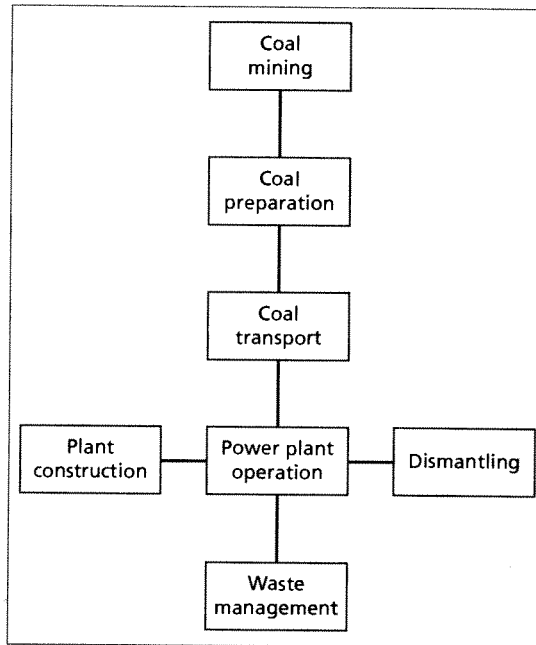 Coal
mining
Coal
preparation
Coal
transport
Plant
construction
Power plant
operation
Dismantling
Waste
management